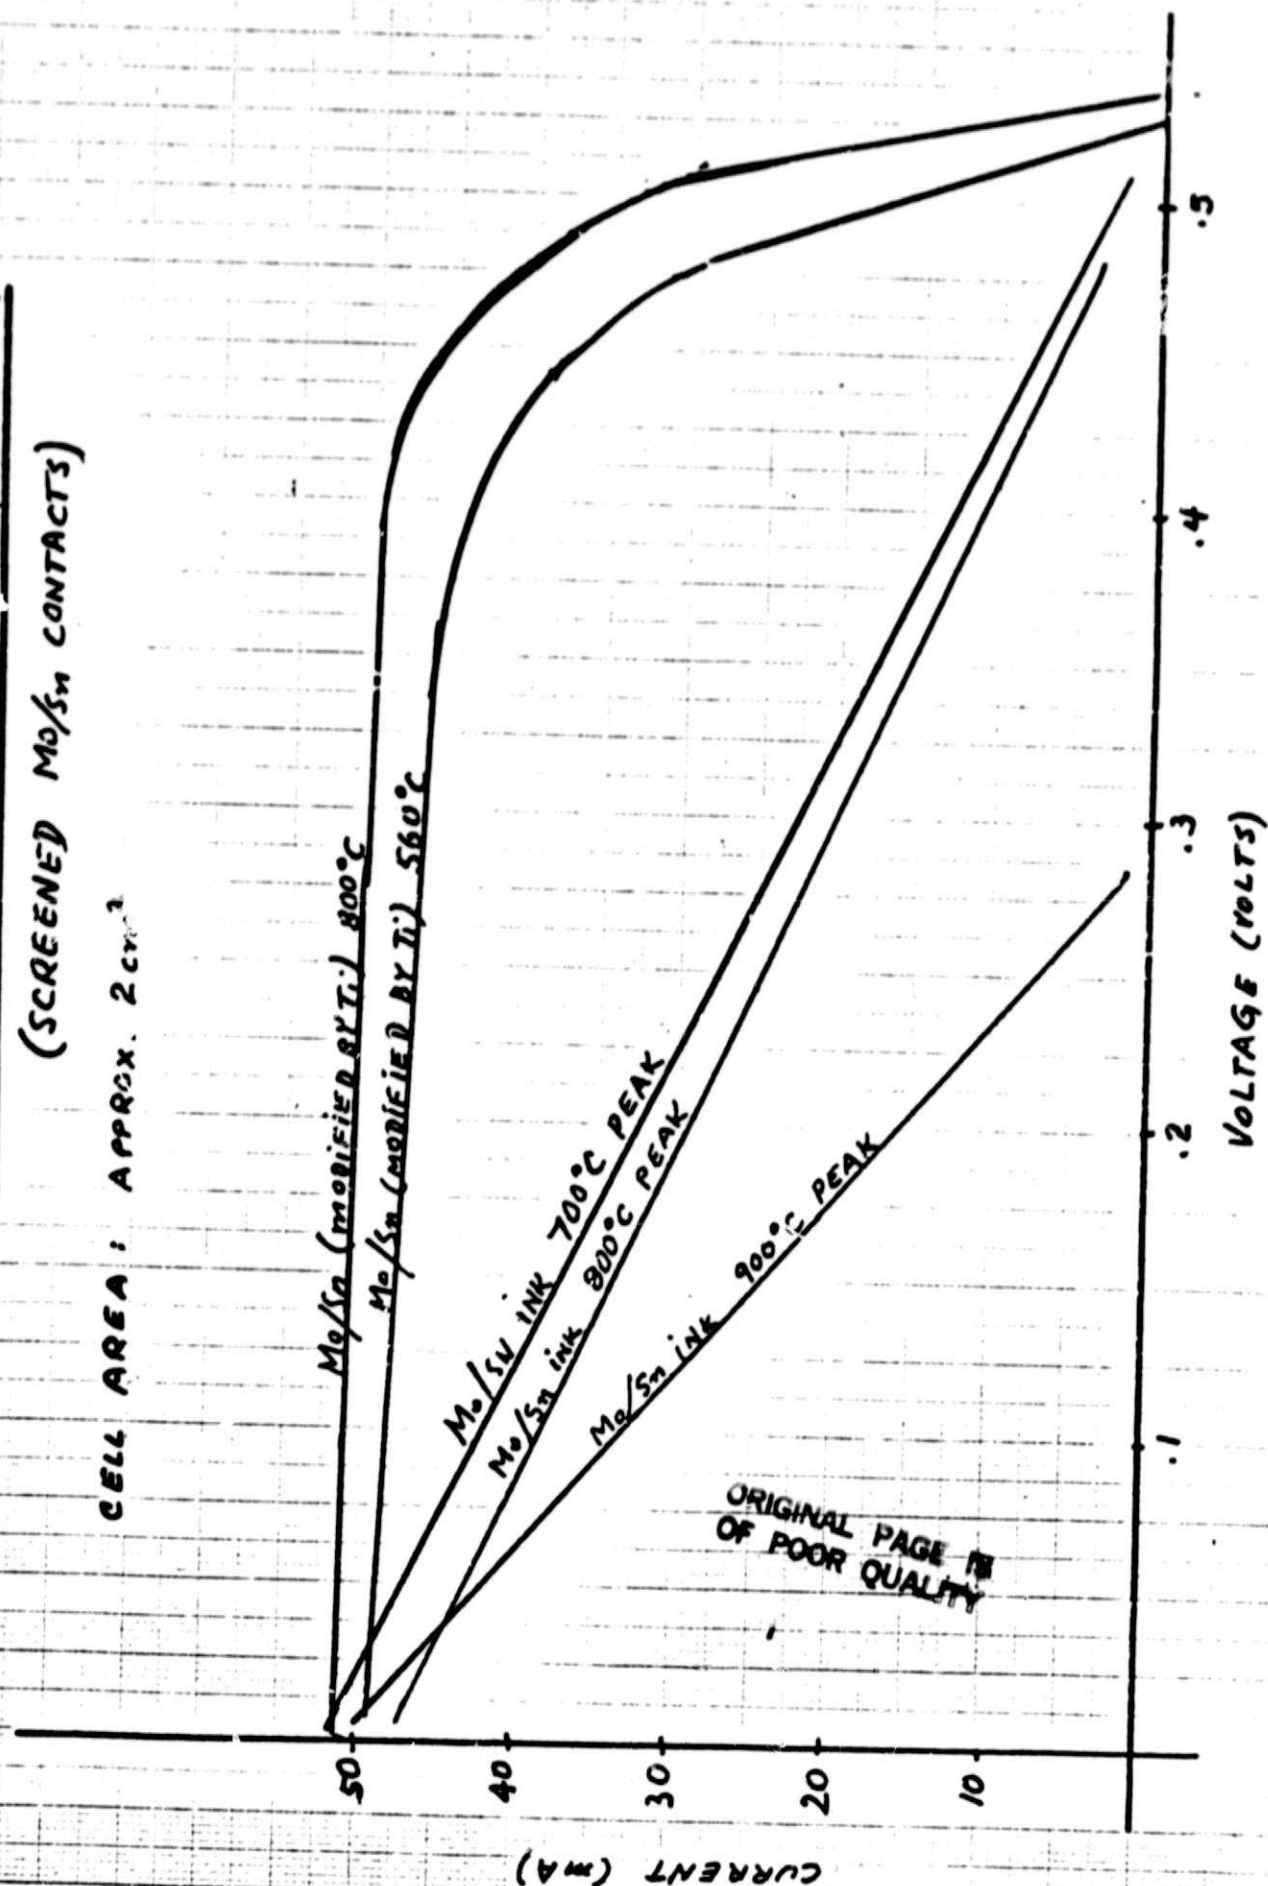 (SCREENED MO/Sn CONTACTS)
CELL AREA: APPROX. 2 cm²
Mo/Sn (MODIFIED BY Ti) 800°C
Mo/Sn (MODIFIED BY Ti) 560°C
Mo/SN INK 700°C PEAK
Mo/Sn INK 800°C PEAK
Mo/Sn INK 900°C PEAK
ORIGINAL PAGE IS
OF POOR QUALITY
CURRENT (mA)
50
40
30
20
10
.1
.2
.3
.4
.5
VOLTAGE (VOLTS)